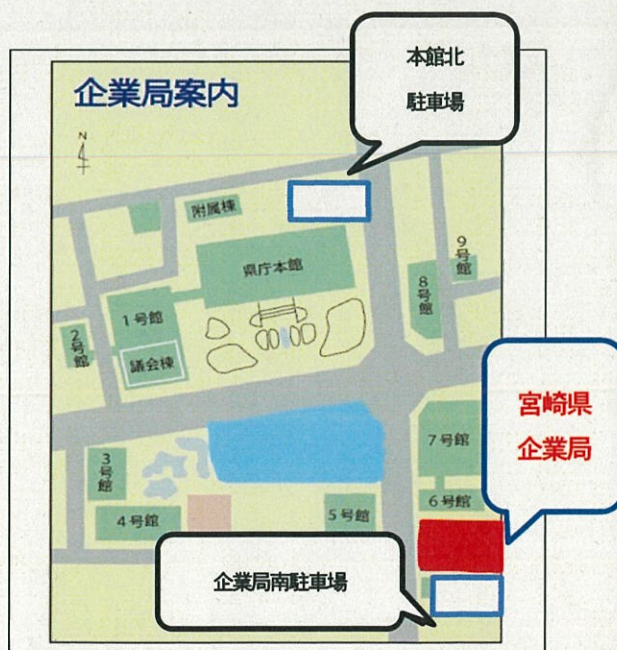 企業局案内
本館北
駐車場
N
附属棟
県庁本館
9号館
8号館
1号館
2号館
議会棟
宮崎県
企業局
7号館
3号館
6号館
4号館
5号館
企業局南駐車場